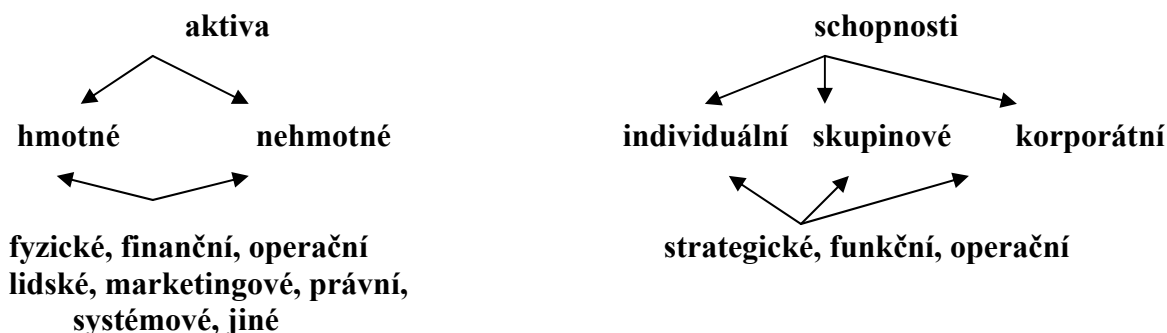 aktiva
hmotné nehmotné
fyzické, finanční, operační
lidské, marketingové, právní,
systémové, jiné
schopnosti
individuální skupinové korporátní
strategické, funkční, operační